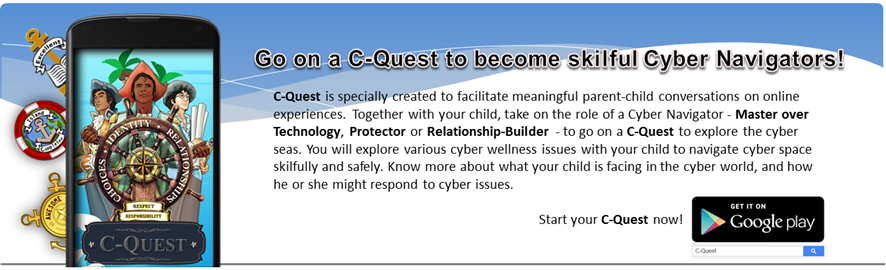 Go on a C-Quest to become skilful Cyber Navigators!
C-Quest is specially created to facilitate meaningful parent-child conversations on online
experiences. Together with your child, take on the role of a Cyber Navigator - Master over
Technology, Protector or Relationship-Builder - to go on a C-Quest to explore the cyber
seas. You will explore various cyber wellness issues with your child to navigate cyber space
skilfully and safely. Know more about what your child is facing in the cyber world, and how
he or she might respond to cyber issues.
Start your C-Quest now!
GET IT ON
Google play
C-Quest
Excellent
AWESOME
IDENTITY
CHOICES
RELATIONSHIPS
RESPECT
RESPONSIBILITY
C-QUEST